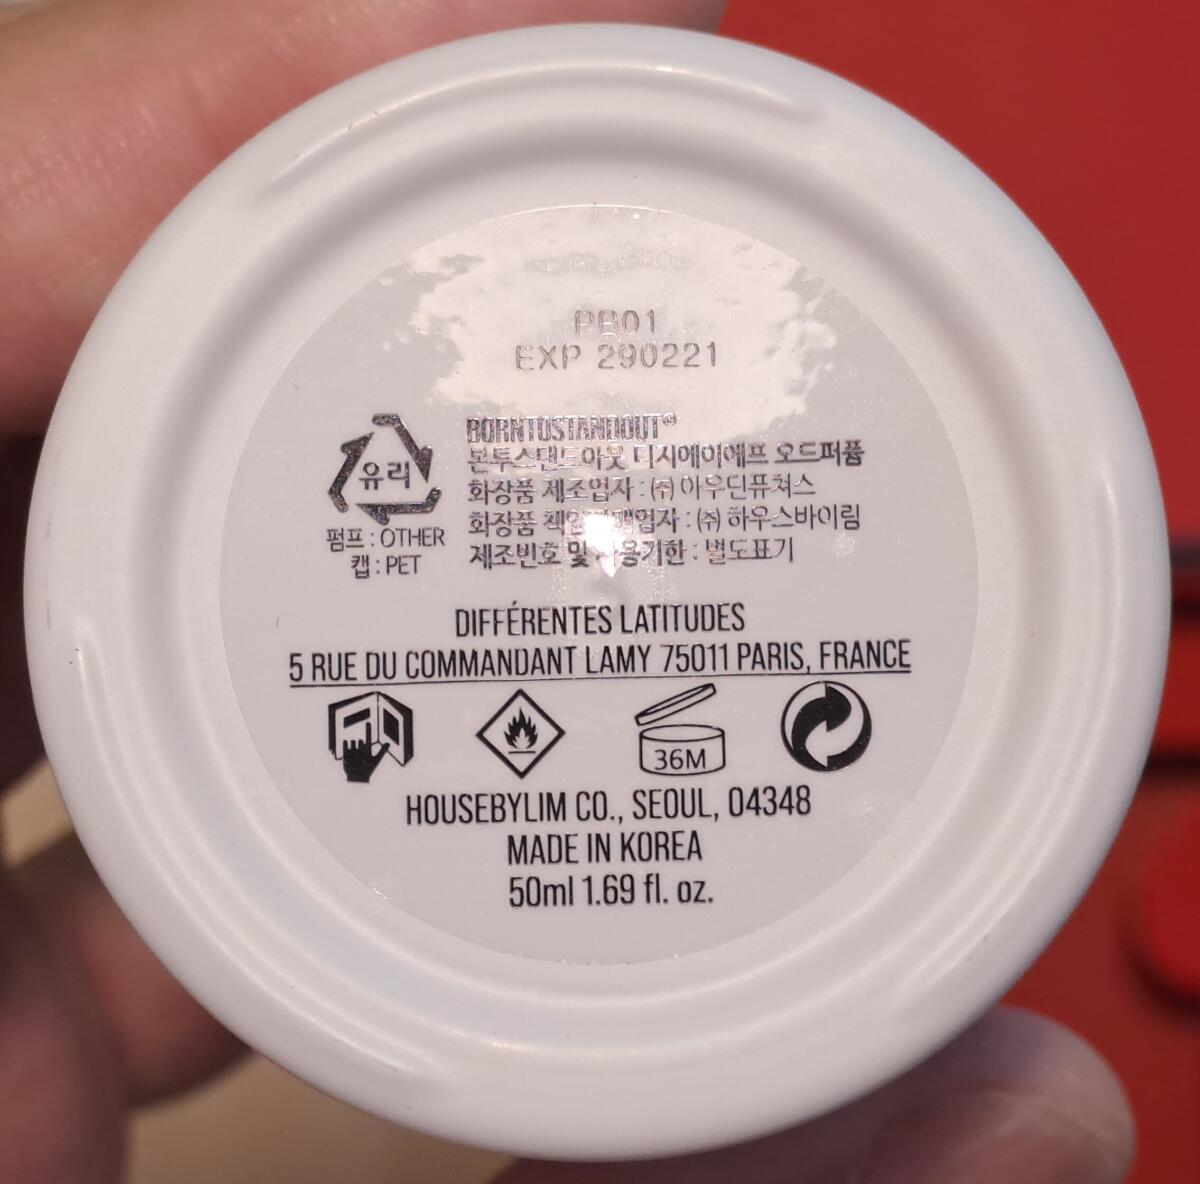 PB01
EXP 290221
유리
펌프 : OTHER
캡 : PET
BORNTOSTANDOUT®
본투스탠드아웃 디지에이에프 오드퍼퓸
화장품 제조업자 : ㈜ 아우딘퓨쳐스
화장품 책임판매업자 : ㈜ 하우스바이림
제조번호 및 사용기한 : 별도표기
DIFFÉRENTES LATITUDES
5 RUE DU COMMANDANT LAMY 75011 PARIS, FRANCE
36M
HOUSEBYLIM CO., SEOUL, 04348
MADE IN KOREA
50ml 1.69 fl. oz.